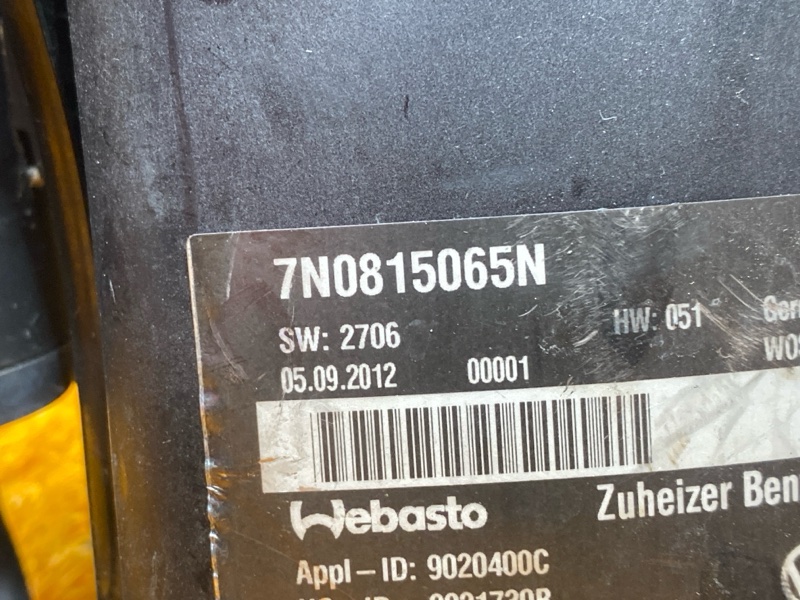 7N0815065N
SW: 2706 HW: 051
05.09.2012 00001
Webasto Zuheizer
Appl-ID: 9020400C